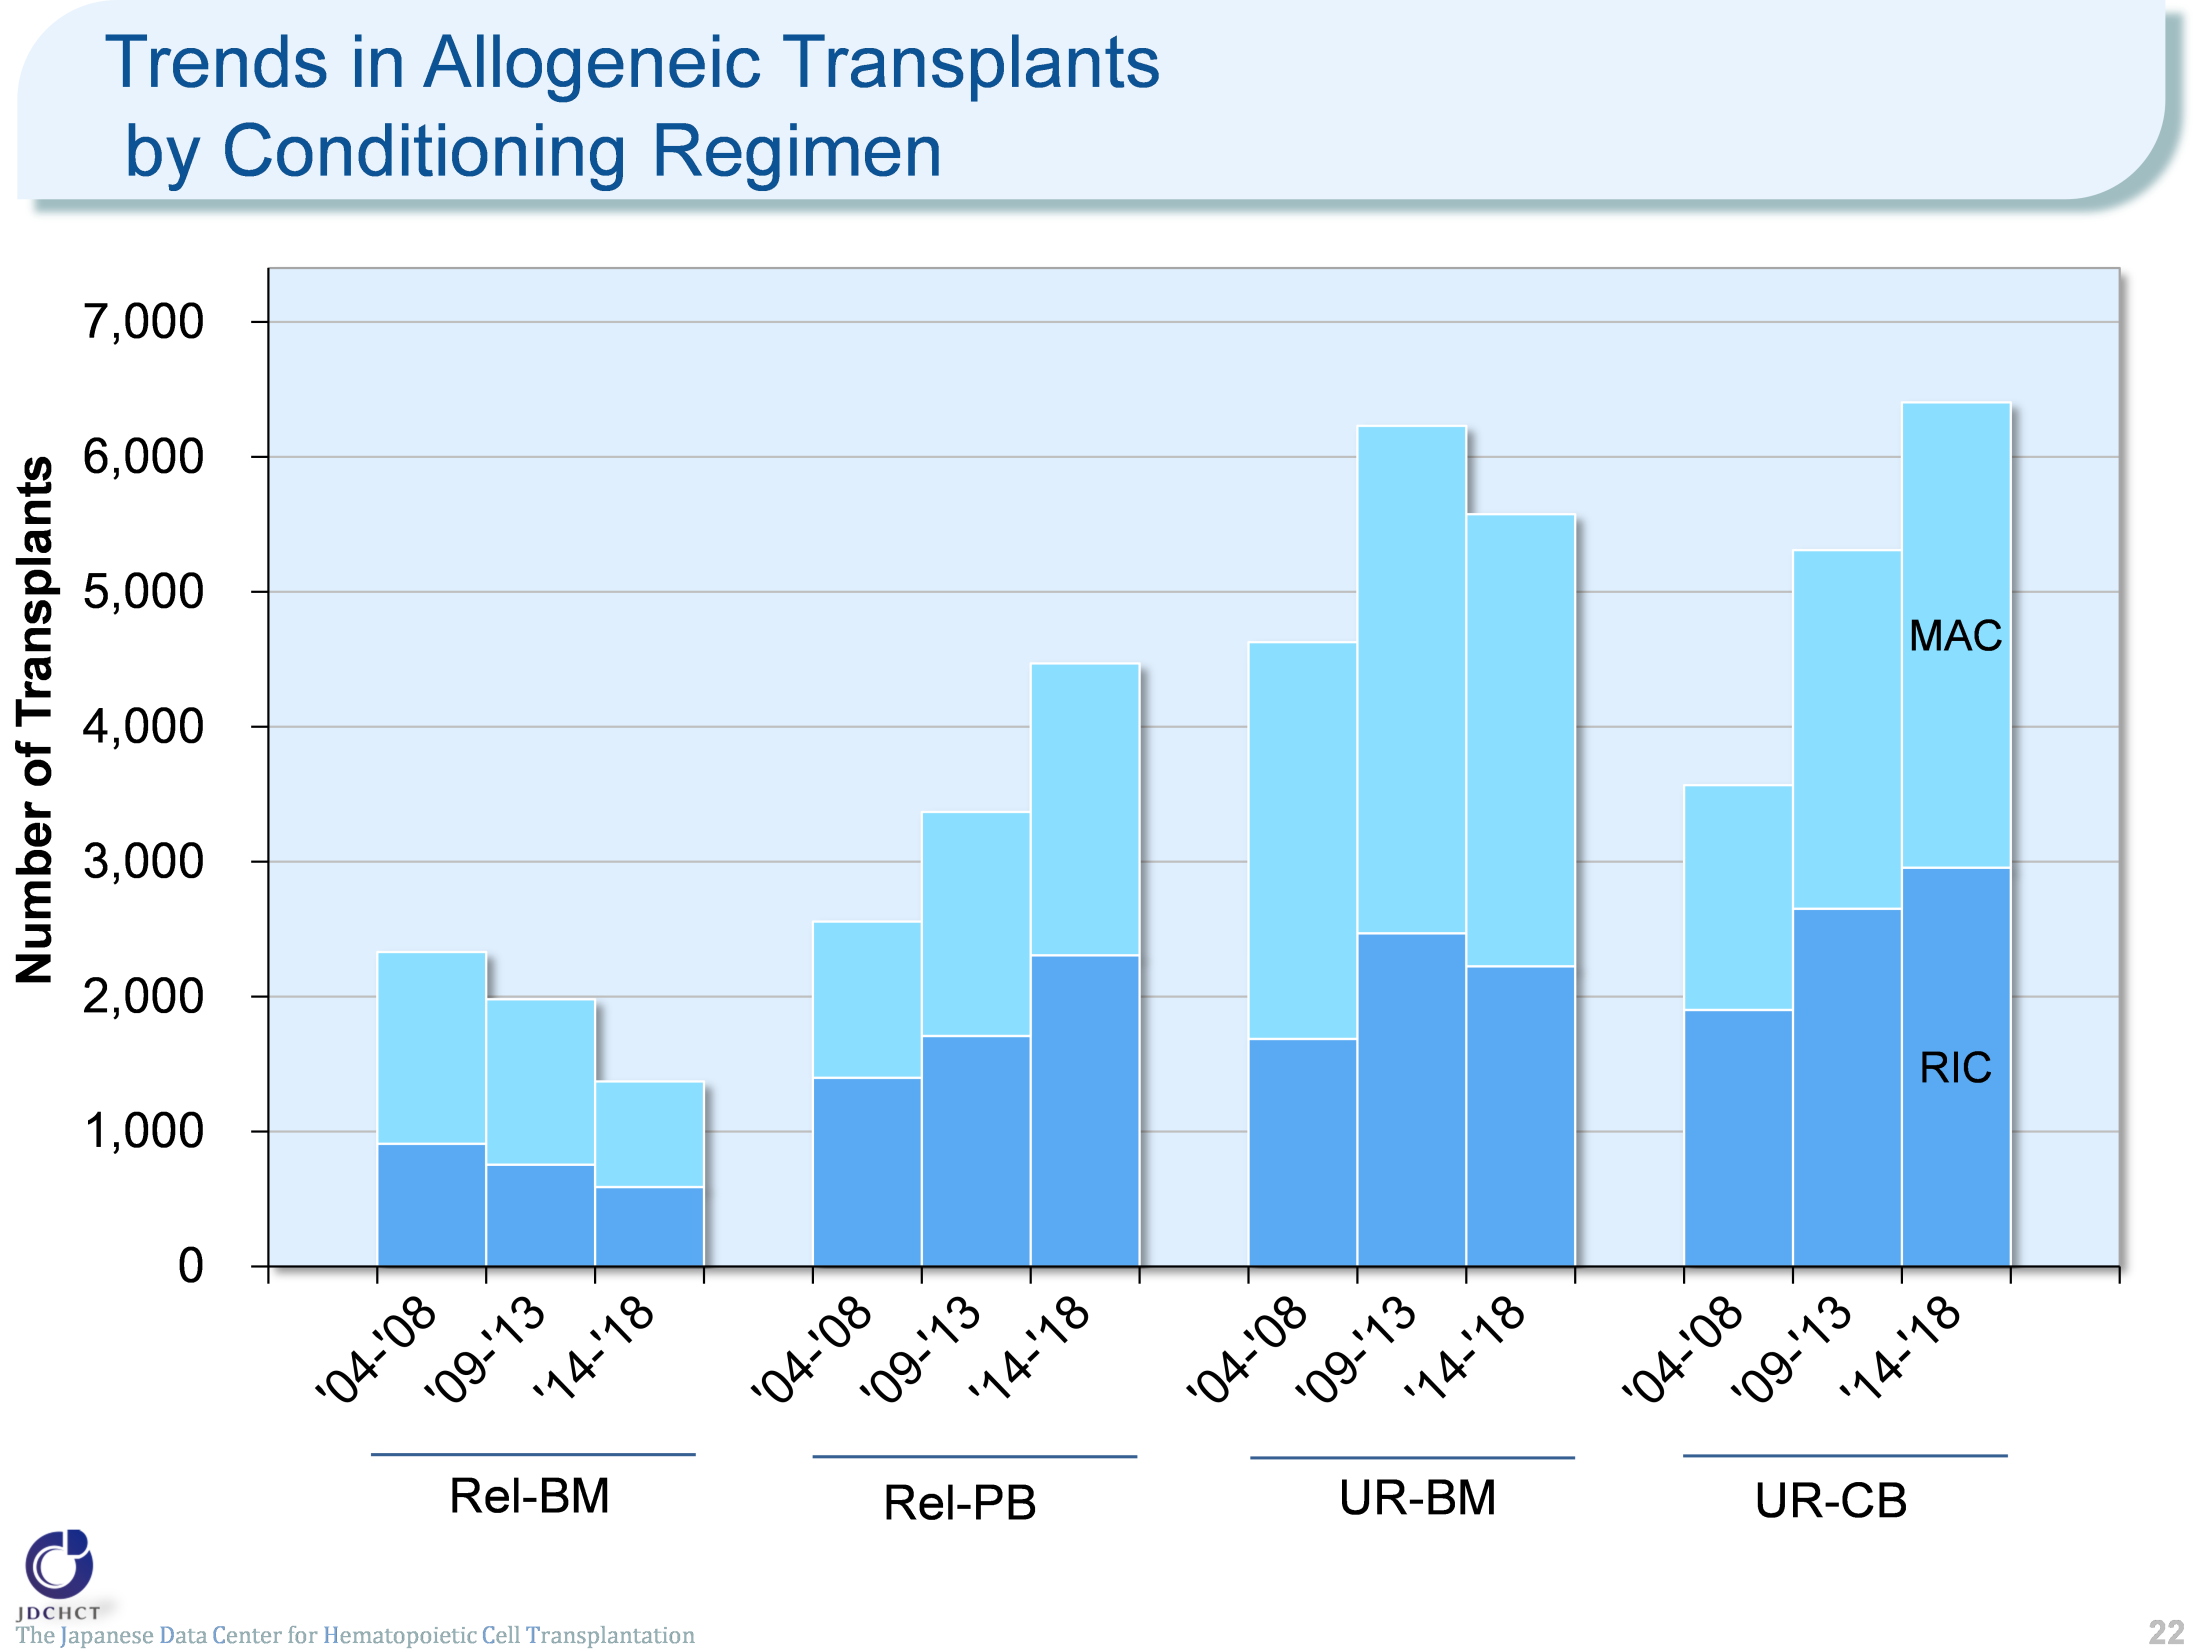 Trends in Allogeneic Transplants
by Conditioning Regimen
Number of Transplants
7,000
6,000
5,000
4,000
3,000
2,000
1,000
0
MAC
RIC
'04-'08
'09-'13
'14-'18
'04-'08
'09-'13
'14-'18
'04-'08
'09-'13
'14-'18
'04-'08
'09-'13
'14-'18
Rel-BM
Rel-PB
UR-BM
UR-CB
JDCHCT
The Japanese Data Center for Hematopoietic Cell Transplantation
22